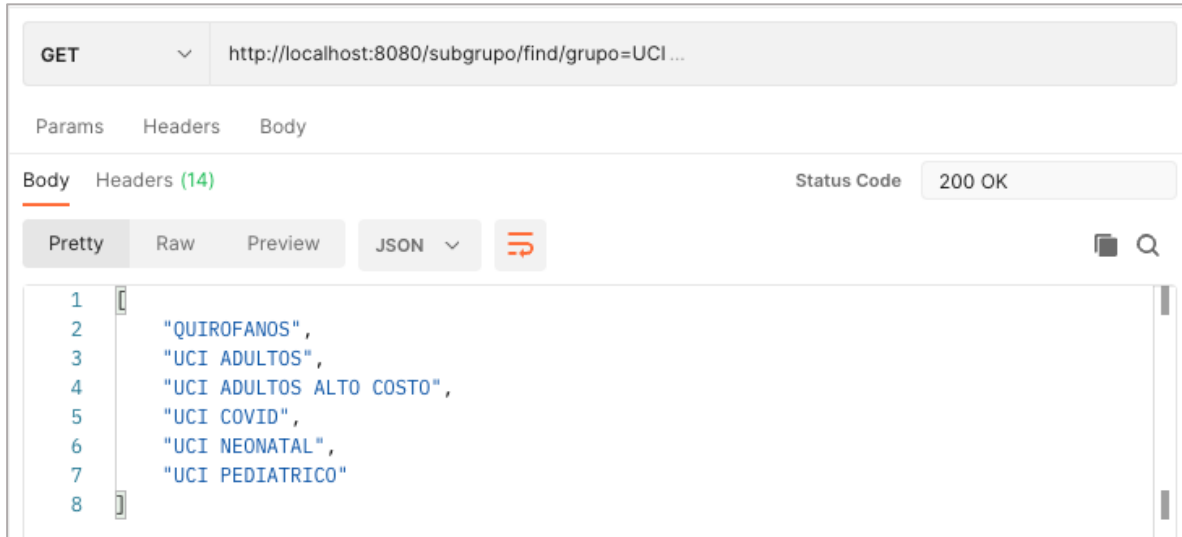 GET http://localhost:8080/subgrupo/find/grupo=UCI ...
Params Headers Body
Body Headers (14) Status Code 200 OK
Pretty Raw Preview JSON
1 [
2 "QUIROFANOS",
3 "UCI ADULTOS",
4 "UCI ADULTOS ALTO COSTO",
5 "UCI COVID",
6 "UCI NEONATAL",
7 "UCI PEDIATRICO"
8 ]